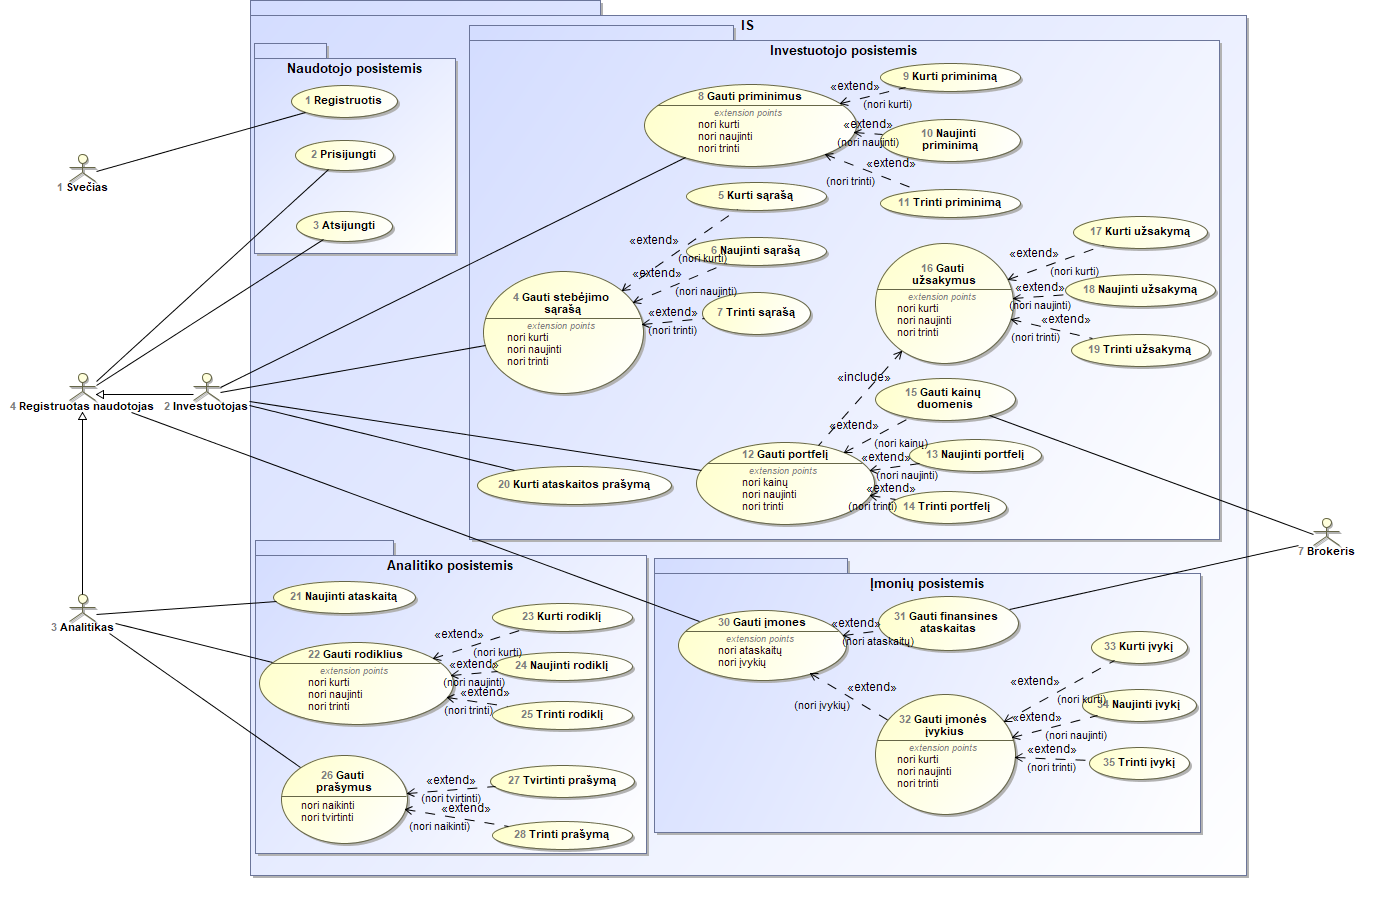 IS
Naudotojo posistemis
1 Registruotis
2 Prisijungti
3 Atsijungti
1 Svečias
4 Registruotas naudotojas
2 Investuotojas
3 Analitikas
7 Brokeris
Investuotojo posistemis
8 Gauti priminimus
extension points
nori kurti
nori naujinti
nori trinti
«extend»
(nori kurti)
9 Kurti priminimą
«extend»
(nori naujinti)
10 Naujinti
priminimą
«extend»
(nori trinti)
11 Trinti priminimą
4 Gauti stebėjimo
sąrašą
extension points
nori kurti
nori naujinti
nori trinti
5 Kurti sąrašą
«extend»
(nori kurti)
6 Naujinti sąrašą
«extend»
(nori naujinti)
7 Trinti sąrašą
«extend»
(nori trinti)
16 Gauti
užsakymus
extension points
nori kurti
nori naujinti
nori trinti
17 Kurti užsakymą
«extend»
(nori kurti)
18 Naujinti užsakymą
«extend»
(nori naujinti)
«extend»
(nori trinti)
19 Trinti užsakymą
«include»
15 Gauti kainų
duomenis
«extend»
(nori kainų)
12 Gauti portfelį
extension points
nori kainų
nori naujinti
nori trinti
13 Naujinti portfelį
«extend»
(nori naujinti)
14 Trinti portfelį
«extend»
(nori trinti)
20 Kurti ataskaitos prašymą
Analitiko posistemis
21 Naujinti ataskaitą
22 Gauti rodiklius
extension points
nori kurti
nori naujinti
nori trinti
23 Kurti rodiklį
«extend»
(nori kurti)
24 Naujinti rodiklį
«extend»
(nori naujinti)
25 Trinti rodiklį
«extend»
(nori trinti)
26 Gauti
prašymus
nori naikinti
nori tvirtinti
27 Tvirtinti prašymą
«extend»
(nori tvirtinti)
28 Trinti prašymą
«extend»
(nori naikinti)
Įmonių posistemis
30 Gauti įmones
extension points
nori ataskaitų
nori įvykių
31 Gauti finansines
ataskaitas
«extend»
(nori ataskaitu)
«extend»
(nori įvykių)
32 Gauti įmonės
įvykius
extension points
nori kurti
nori naujinti
nori trinti
33 Kurti įvykį
«extend»
(nori kurti)
34 Naujinti įvykį
«extend»
(nori naujinti)
35 Trinti įvykį
«extend»
(nori trinti)